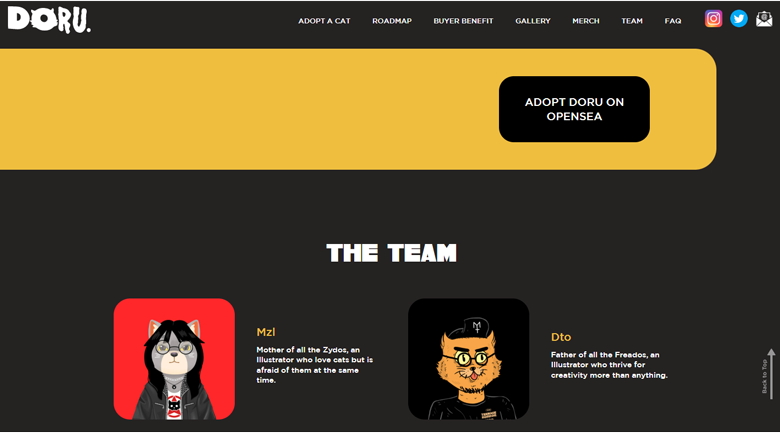 DORU.
ADOPT A CAT ROADMAP BUYER BENEFIT GALLERY MERCH TEAM FAQ
ADOPT DORU ON
OPENSEA
THE TEAM
Mzl
Mother of all the Zydos, an
Illustrator who love cats but is
afraid of them at the same
time.
Dto
Father of all the Freados, an
Illustrator who thrive for
creativity more than anything.
Back to Top